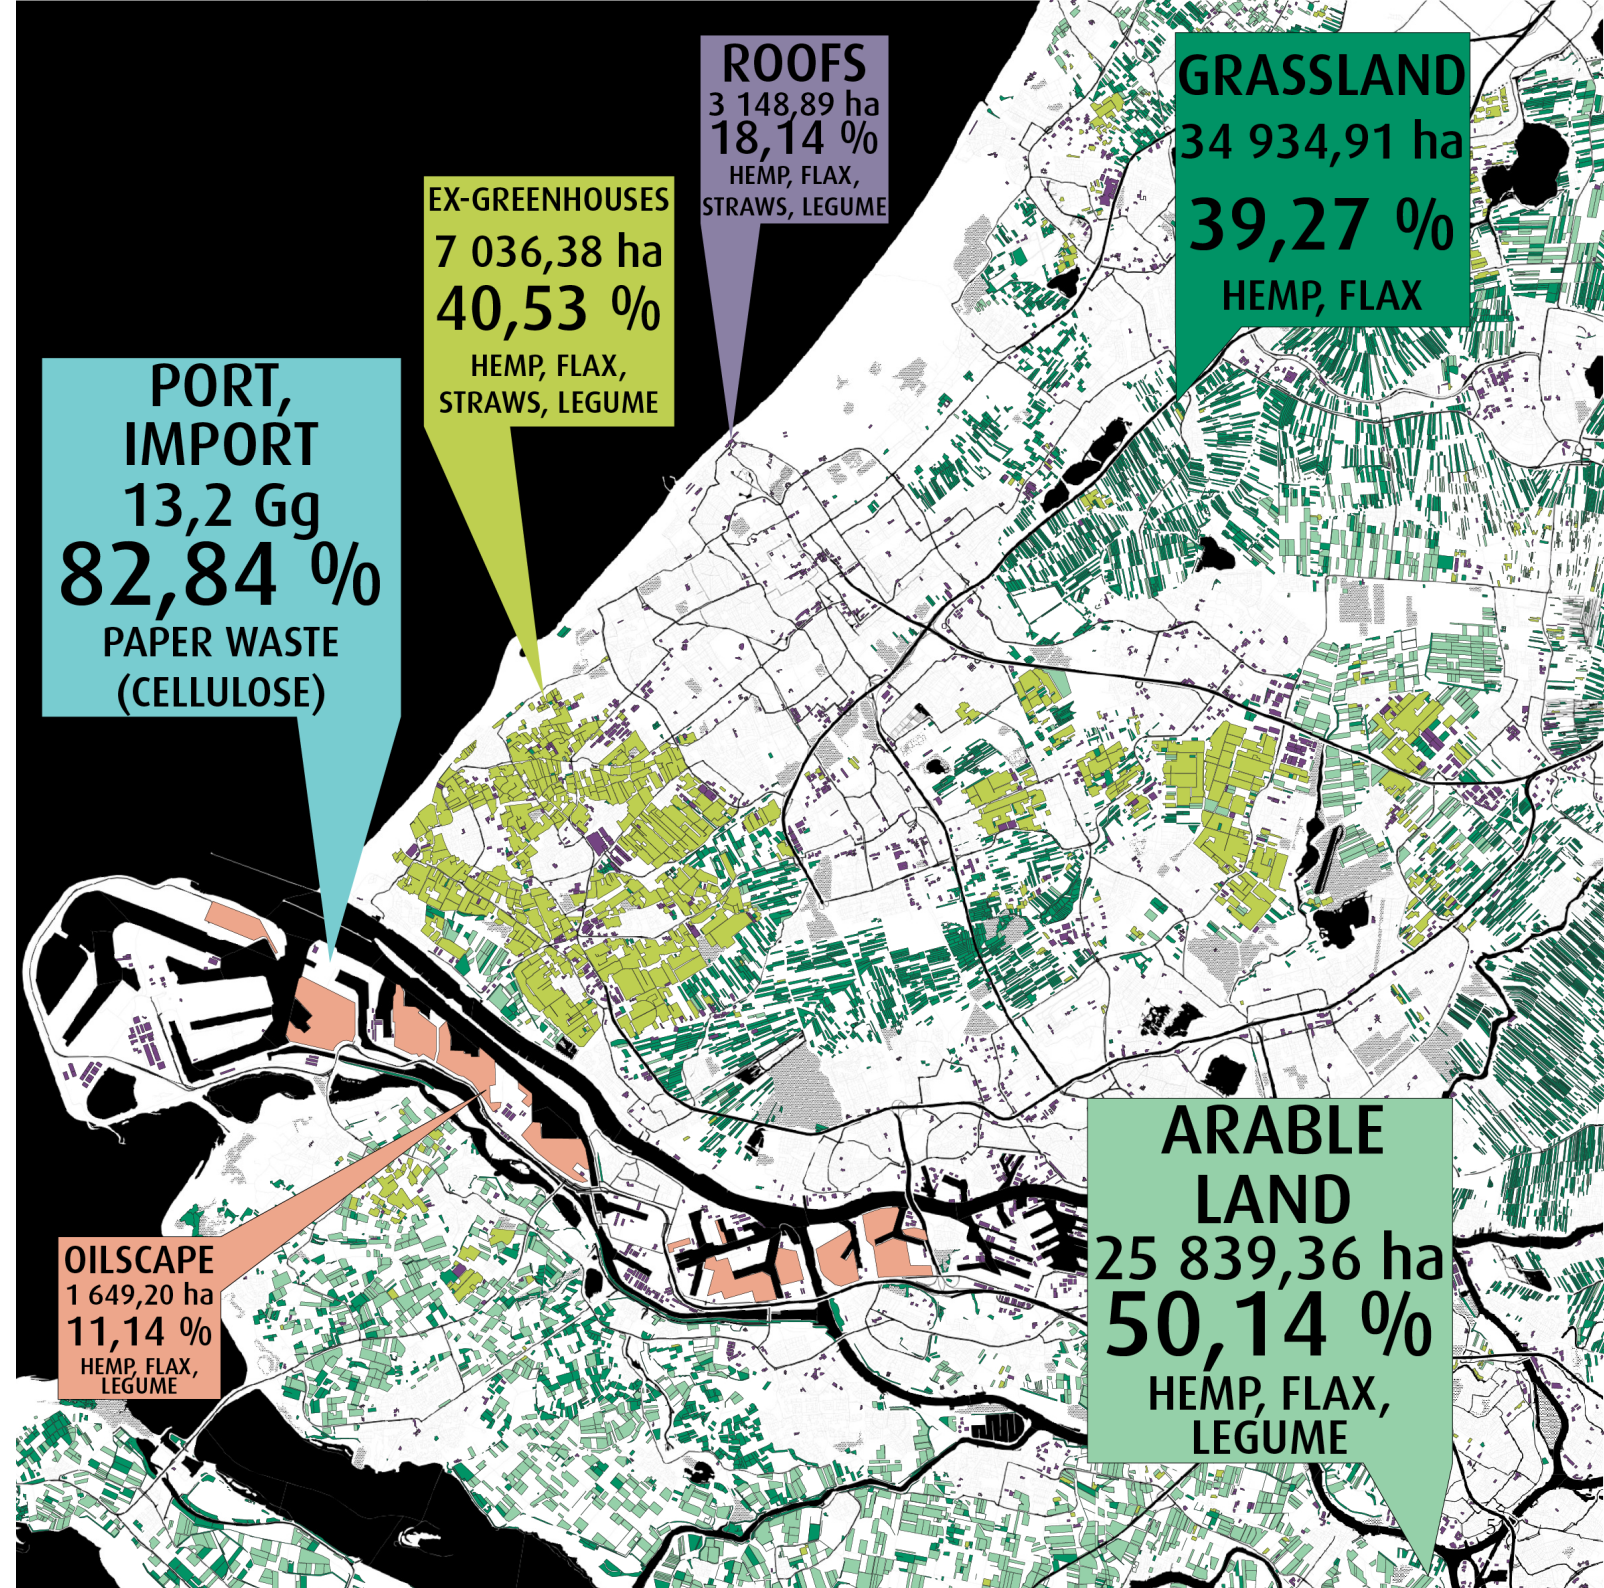 ROOFS
3 148,89 ha
18,14 %
HEMP, FLAX,
STRAWS, LEGUME
GRASSLAND
34 934,91 ha
39,27 %
HEMP, FLAX
EX-GREENHOUSES
7 036,38 ha
40,53 %
HEMP, FLAX,
STRAWS, LEGUME
PORT,
IMPORT
13,2 Gg
82,84 %
PAPER WASTE
(CELLULOSE)
OILSCAPE
1 649,20 ha
11,14 %
HEMP, FLAX,
LEGUME
ARABLE
LAND
25 839,36 ha
50,14 %
HEMP, FLAX,
LEGUME